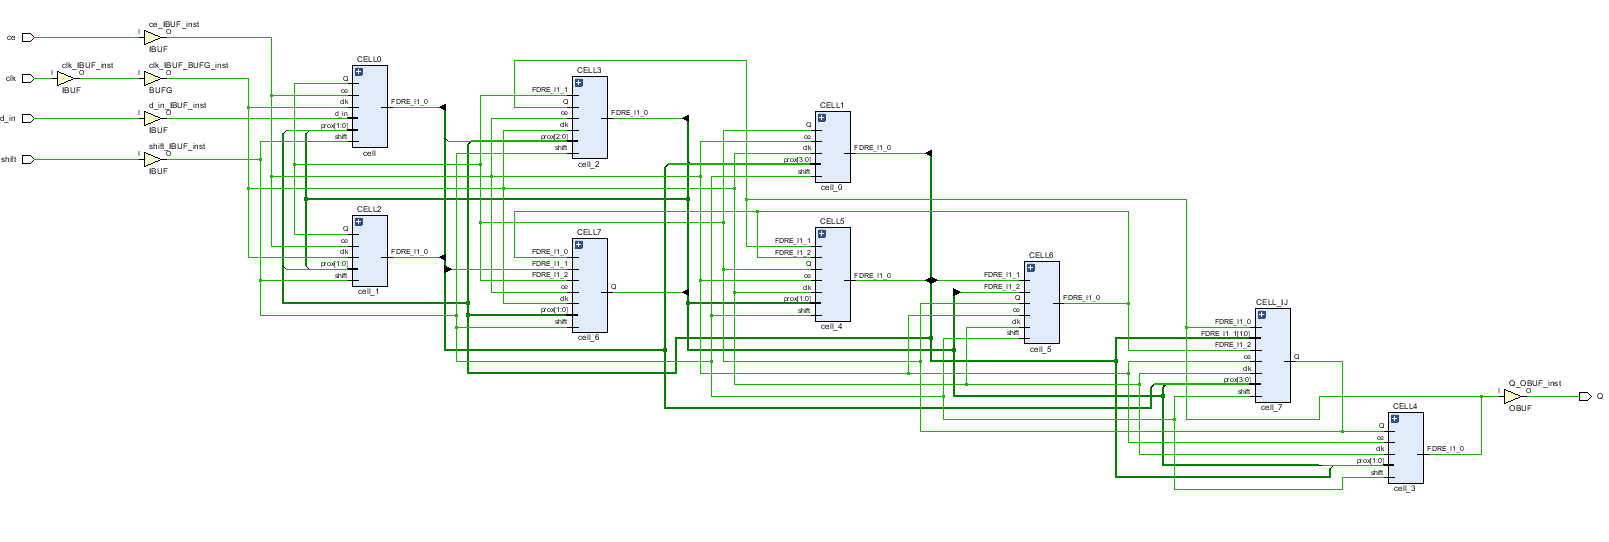 ce
ce_IBUF_inst
I
O
IBUF
clk
clk_IBUF_inst
I
O
IBUF
clk_IBUF_BUFG_inst
I
O
BUFG
d_in
d_in_IBUF_inst
I
O
IBUF
shift
shift_IBUF_inst
I
O
IBUF
CELL0
Q
ce
clk
d_in
prox[1:0]
shift
FDRE_I1_0
cell
CELL2
Q
ce
clk
prox[1:0]
shift
FDRE_I1_0
cell_1
CELL3
FDRE_I1_1
Q
ce
clk
prox[2:0]
shift
FDRE_I1_0
cell_2
CELL7
FDRE_I1_0
FDRE_I1_1
FDRE_I1_2
ce
clk
prox[1:0]
shift
Q
cell_6
CELL1
Q
ce
clk
prox[3:0]
shift
FDRE_I1_0
cell_0
CELL5
FDRE_I1_1
FDRE_I1_2
Q
ce
clk
prox[1:0]
shift
FDRE_I1_0
cell_4
CELL6
FDRE_I1_1
FDRE_I1_2
Q
ce
clk
shift
FDRE_I1_0
cell_5
CELL_IJ
FDRE_I1_0
FDRE_I1_1[1:0]
FDRE_I1_2
ce
clk
prox[3:0]
shift
Q
cell_7
CELL4
Q
ce
clk
prox[1:0]
shift
FDRE_I1_0
cell_3
Q_OBUF_inst
I
O
OBUF
Q